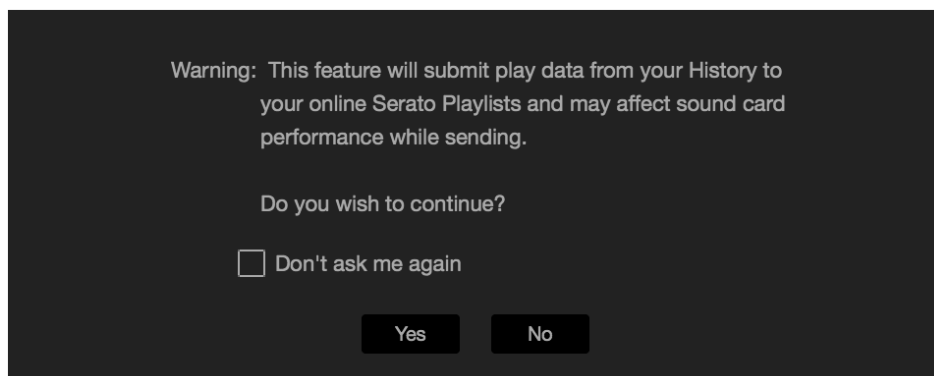 Warning: This feature will submit play data from your History to
your online Serato Playlists and may affect sound card
performance while sending.
Do you wish to continue?
Don't ask me again
Yes No